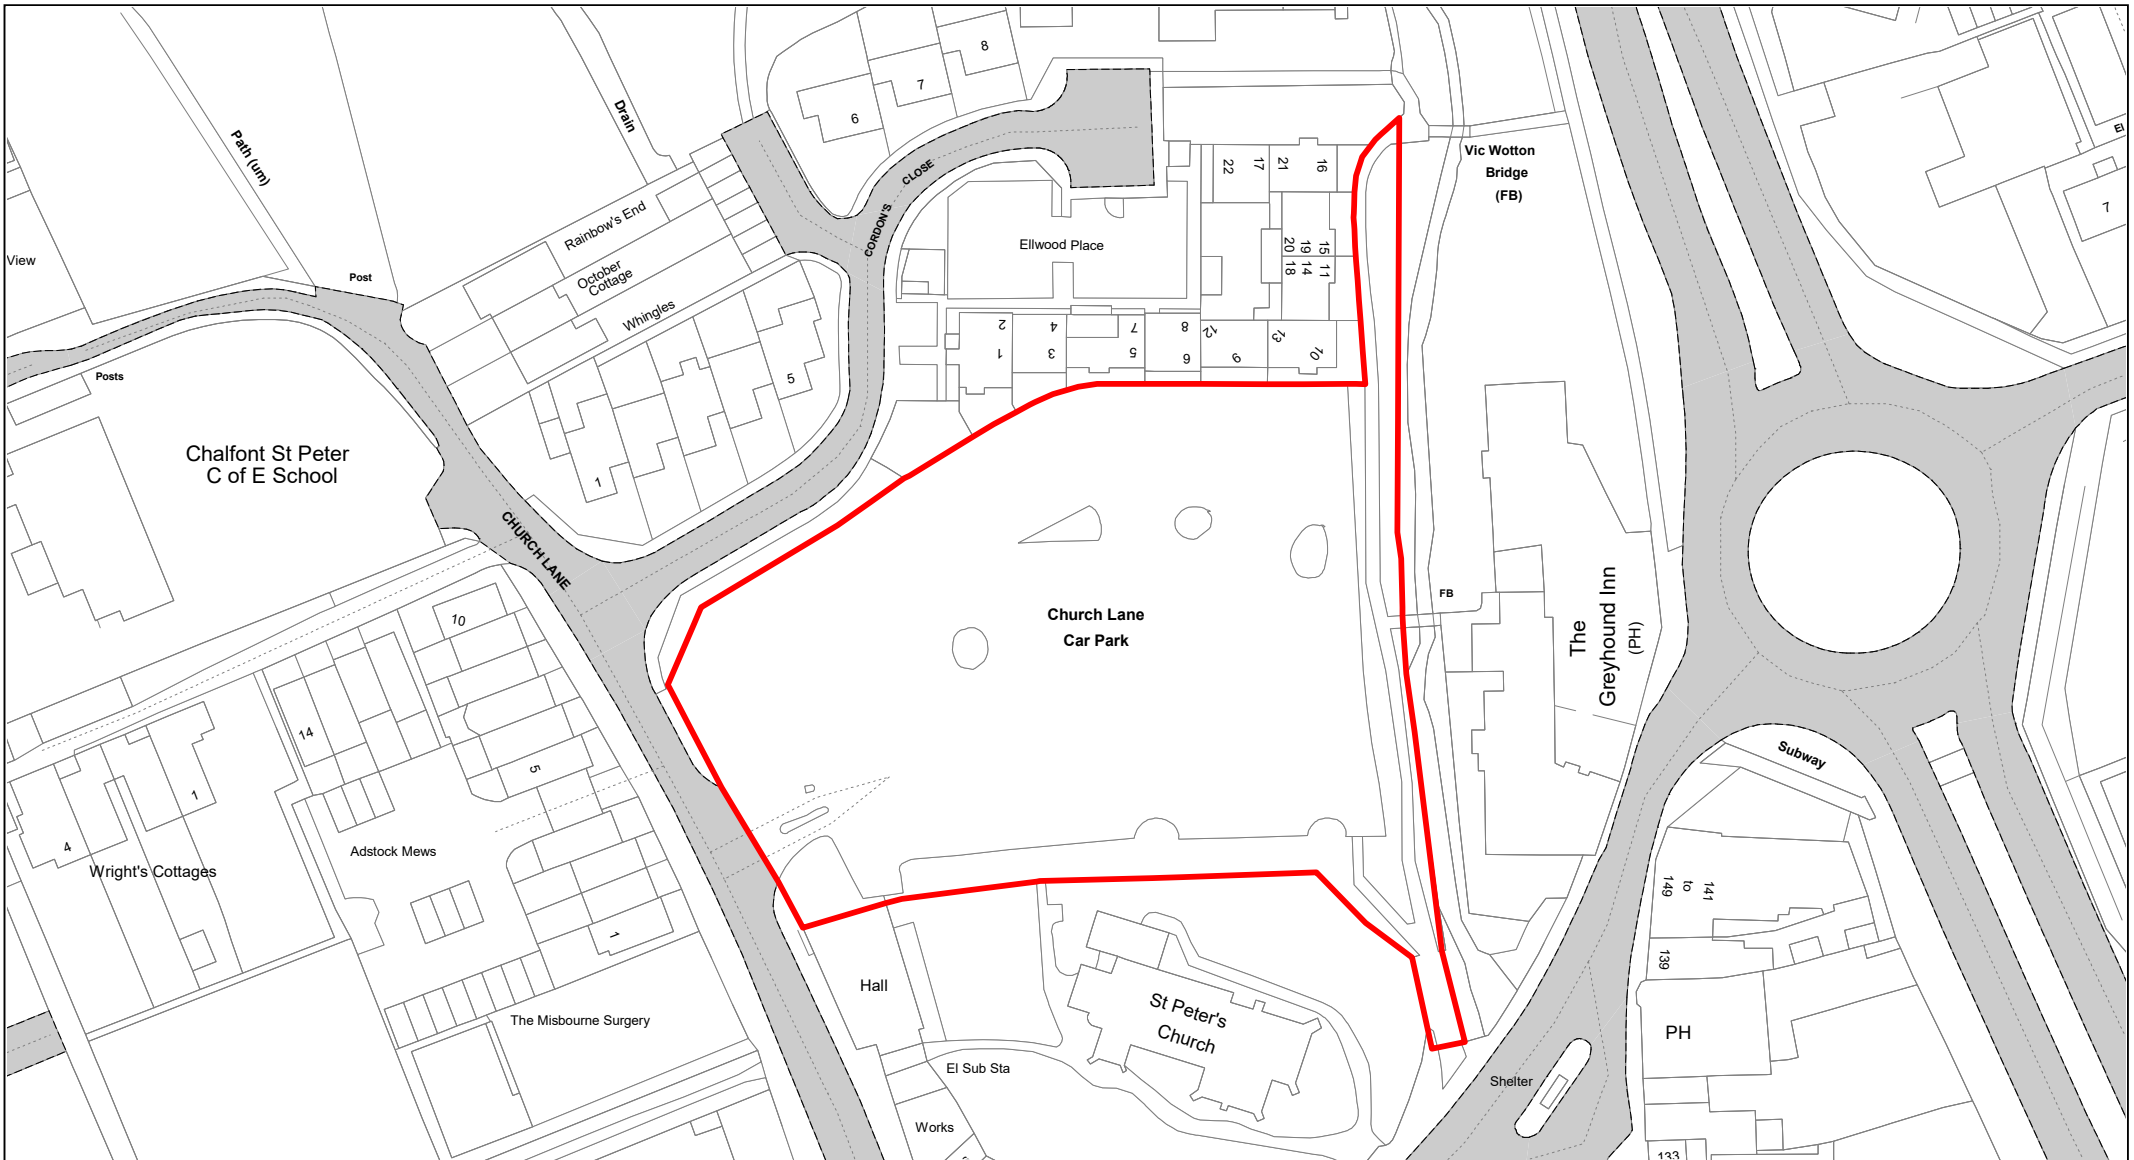 8
7
6
Drain
Path (um)
CLOSE
CORDON'S
Vic Wotton
Bridge
(FB)
22
17
21
16
El
7
Rainbow's End
Ellwood Place
View
Post
October
Cottage
Whingles
20
19
15
18
14
11
2
1
4
3
7
5
8
6
12
9
13
10
5
Posts
1
Chalfont St Peter
C of E School
CHURCH LANE
10
FB
The
Greyhound Inn
(PH)
Church Lane
Car Park
14
5
1
4
Subway
Adstock Mews
Wright's Cottages
149
to
141
1
139
Hall
The Misbourne Surgery
St Peter's
Church
PH
El Sub Sta
Shelter
Works
133